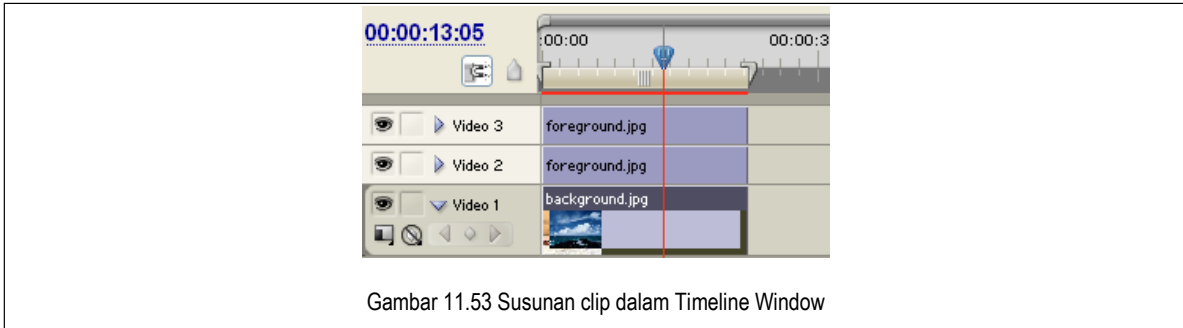 00:00:13:05
:00:00 00:00:3
Video 3 foreground.jpg
Video 2 foreground.jpg
Video 1 background.jpg
Gambar 11.53 Susunan clip dalam Timeline Window